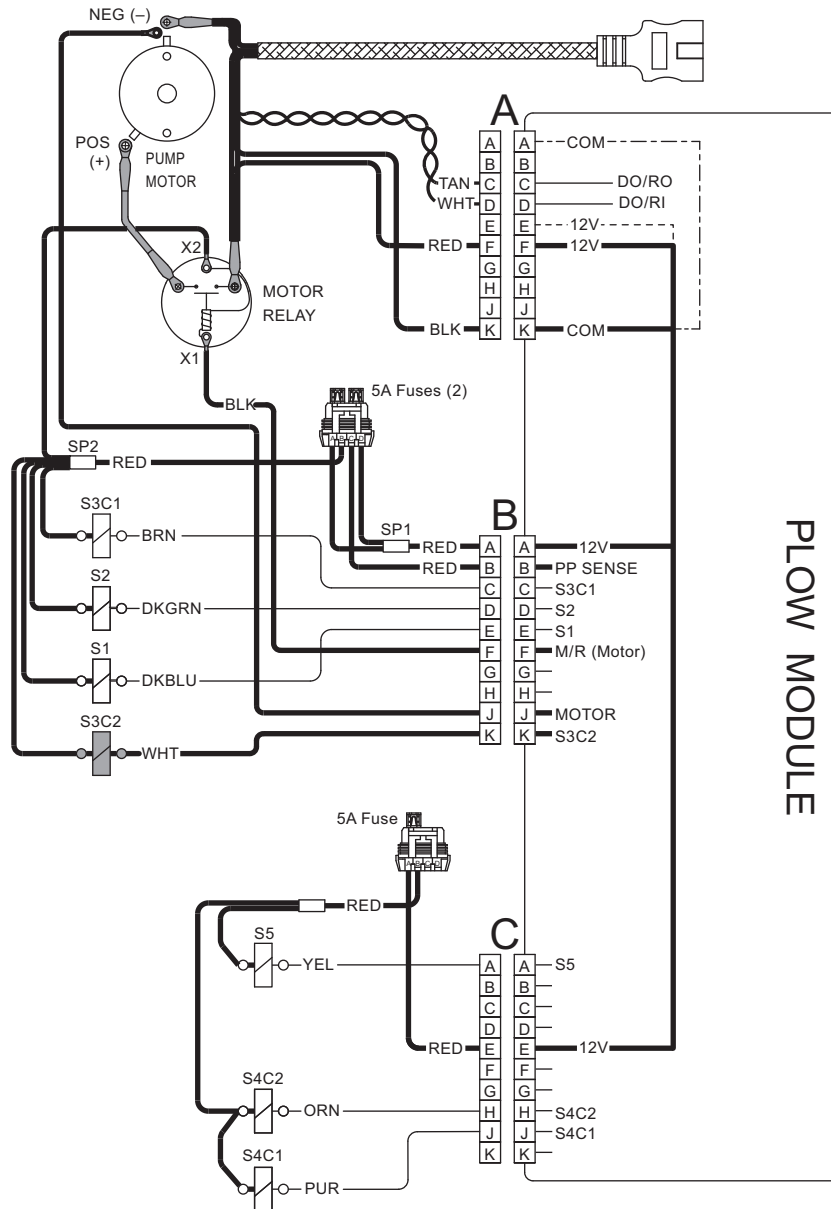 NEG (–)
POS
(+)
PUMP
MOTOR
X2
MOTOR
RELAY
X1
BLK
A
TAN
WHT
RED
BLK
A
B
C
D
E
F
G
H
J
K
A
B
C
D
E
F
G
H
J
K
COM
DO/RO
DO/RI
12V
12V
COM
5A Fuses (2)
A B C D
SP2
RED
SP1
S3C1
BRN
S2
DKGRN
S1
DKBLU
S3C2
WHT
B
RED
RED
A
B
C
D
E
F
G
H
J
K
A
B
C
D
E
F
G
H
J
K
12V
PP SENSE
S3C1
S2
S1
M/R (Motor)
MOTOR
S3C2
PLOW MODULE
5A Fuse
A B C D
RED
S5
YEL
RED
S4C2
ORN
S4C1
PUR
C
A
B
C
D
E
F
G
H
J
K
A
B
C
D
E
F
G
H
J
K
S5
12V
S4C2
S4C1